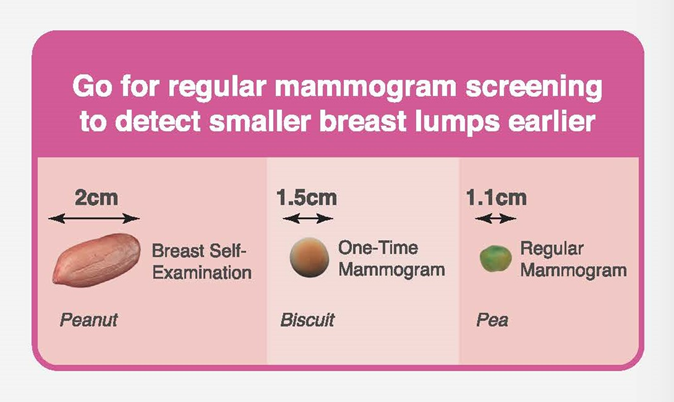 Go for regular mammogram screening
to detect smaller breast lumps earlier
2cm
Breast Self-
Examination
Peanut
1.5cm
One-Time
Mammogram
Biscuit
1.1cm
Regular
Mammogram
Pea